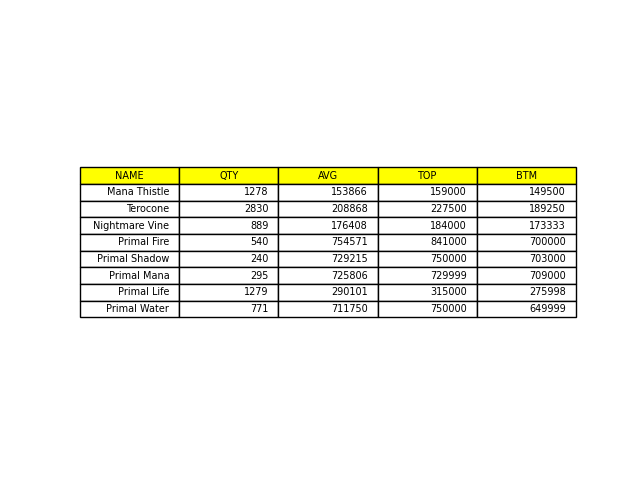 NAME QTY AVG TOP BTM
Mana Thistle 1278 153866 159000 149500
Terocone 2830 208868 227500 189250
Nightmare Vine 889 176408 184000 173333
Primal Fire 540 754571 841000 700000
Primal Shadow 240 729215 750000 703000
Primal Mana 295 725806 729999 709000
Primal Life 1279 290101 315000 275998
Primal Water 771 711750 750000 649999